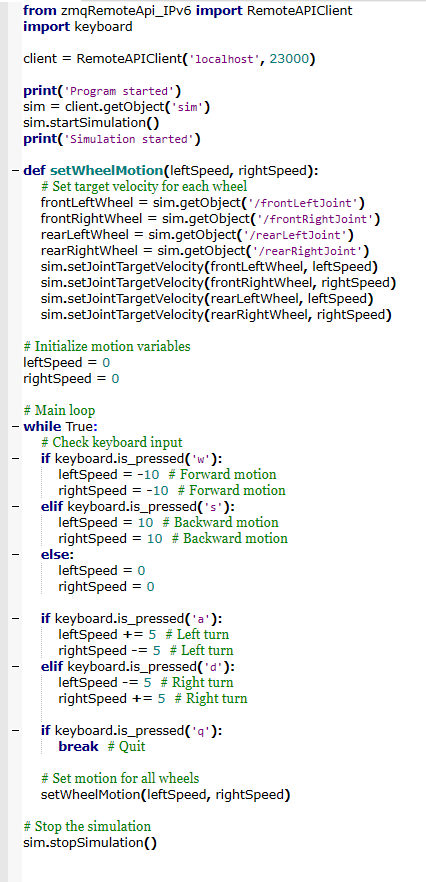 from zmqRemoteApi_IPv6 import RemoteAPIClient
import keyboard
client = RemoteAPIClient('localhost', 23000)
print('Program started')
sim = client.getObject('sim')
sim.startSimulation()
print('Simulation started')
def setWheelMotion(leftSpeed, rightSpeed):
# Set target velocity for each wheel
frontLeftWheel = sim.getObject('/frontLeftJoint')
frontRightWheel = sim.getObject('/frontRightJoint')
rearLeftWheel = sim.getObject('/rearLeftJoint')
rearRightWheel = sim.getObject('/rearRightJoint')
sim.setJointTargetVelocity(frontLeftWheel, leftSpeed)
sim.setJointTargetVelocity(frontRightWheel, rightSpeed)
sim.setJointTargetVelocity(rearLeftWheel, leftSpeed)
sim.setJointTargetVelocity(rearRightWheel, rightSpeed)
# Initialize motion variables
leftSpeed = 0
rightSpeed = 0
# Main loop
while True:
# Check keyboard input
if keyboard.is_pressed('w'):
leftSpeed = -10 # Forward motion
rightSpeed = -10 # Forward motion
elif keyboard.is_pressed('s'):
leftSpeed = 10 # Backward motion
rightSpeed = 10 # Backward motion
else:
leftSpeed = 0
rightSpeed = 0
if keyboard.is_pressed('a'):
leftSpeed += 5 # Left turn
rightSpeed -= 5 # Left turn
elif keyboard.is_pressed('d'):
leftSpeed -= 5 # Right turn
rightSpeed += 5 # Right turn
if keyboard.is_pressed('q'):
break # Quit
# Set motion for all wheels
setWheelMotion(leftSpeed, rightSpeed)
# Stop the simulation
sim.stopSimulation()